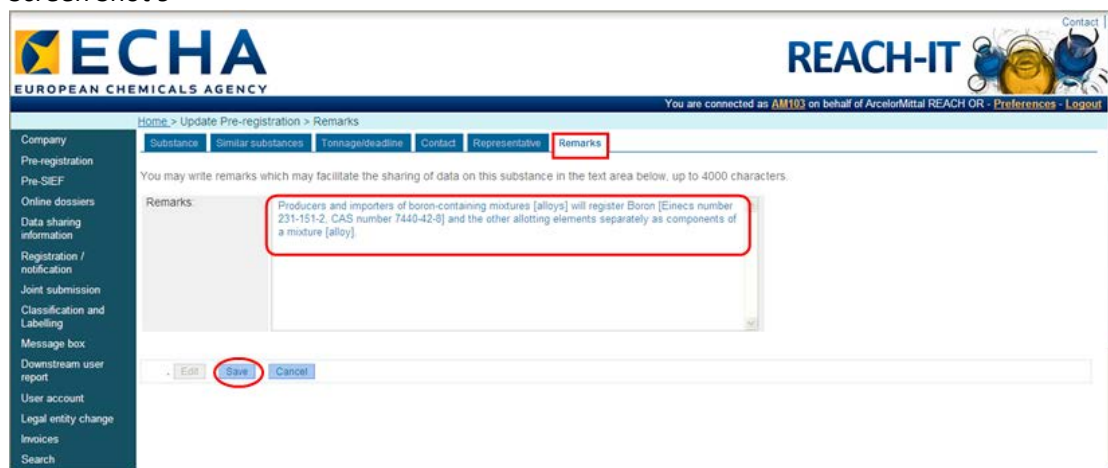 Contact
ECHA
EUROPEAN CHEMICALS AGENCY
REACH-IT
You are connected as AM103 on behalf of ArcelorMittal REACH OR - Preferences - Logout
Home > Update Pre-registration > Remarks
Substance Similar substances Tonnage/deadline Contact Representative Remarks
You may write remarks which may facilitate the sharing of data on this substance in the text area below, up to 4000 characters.
Remarks:
Producers and importers of boron-containing mixtures [alloys] will register Boron [Einecs number
231-151-2, CAS number 7440-42-8] and the other allotting elements separately as components of
a mixture [alloy].
. Edit Save Cancel
Company
Pre-registration
Pre-SIEF
Online dossiers
Data sharing
information
Registration /
notification
Joint submission
Classification and
Labelling
Message box
Downstream user
report
User account
Legal entity change
Invoices
Search